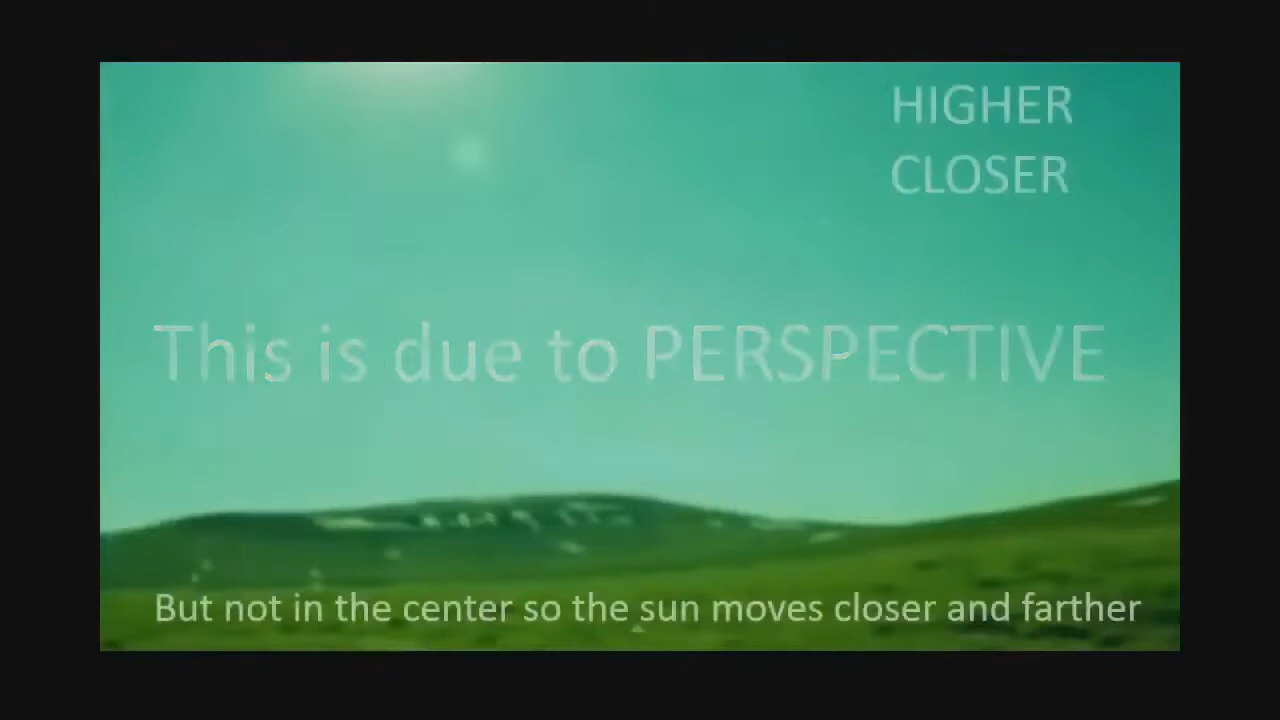 HIGHER
CLOSER
This is due to PERSPECTIVE
But not in the center so the sun moves closer and farther